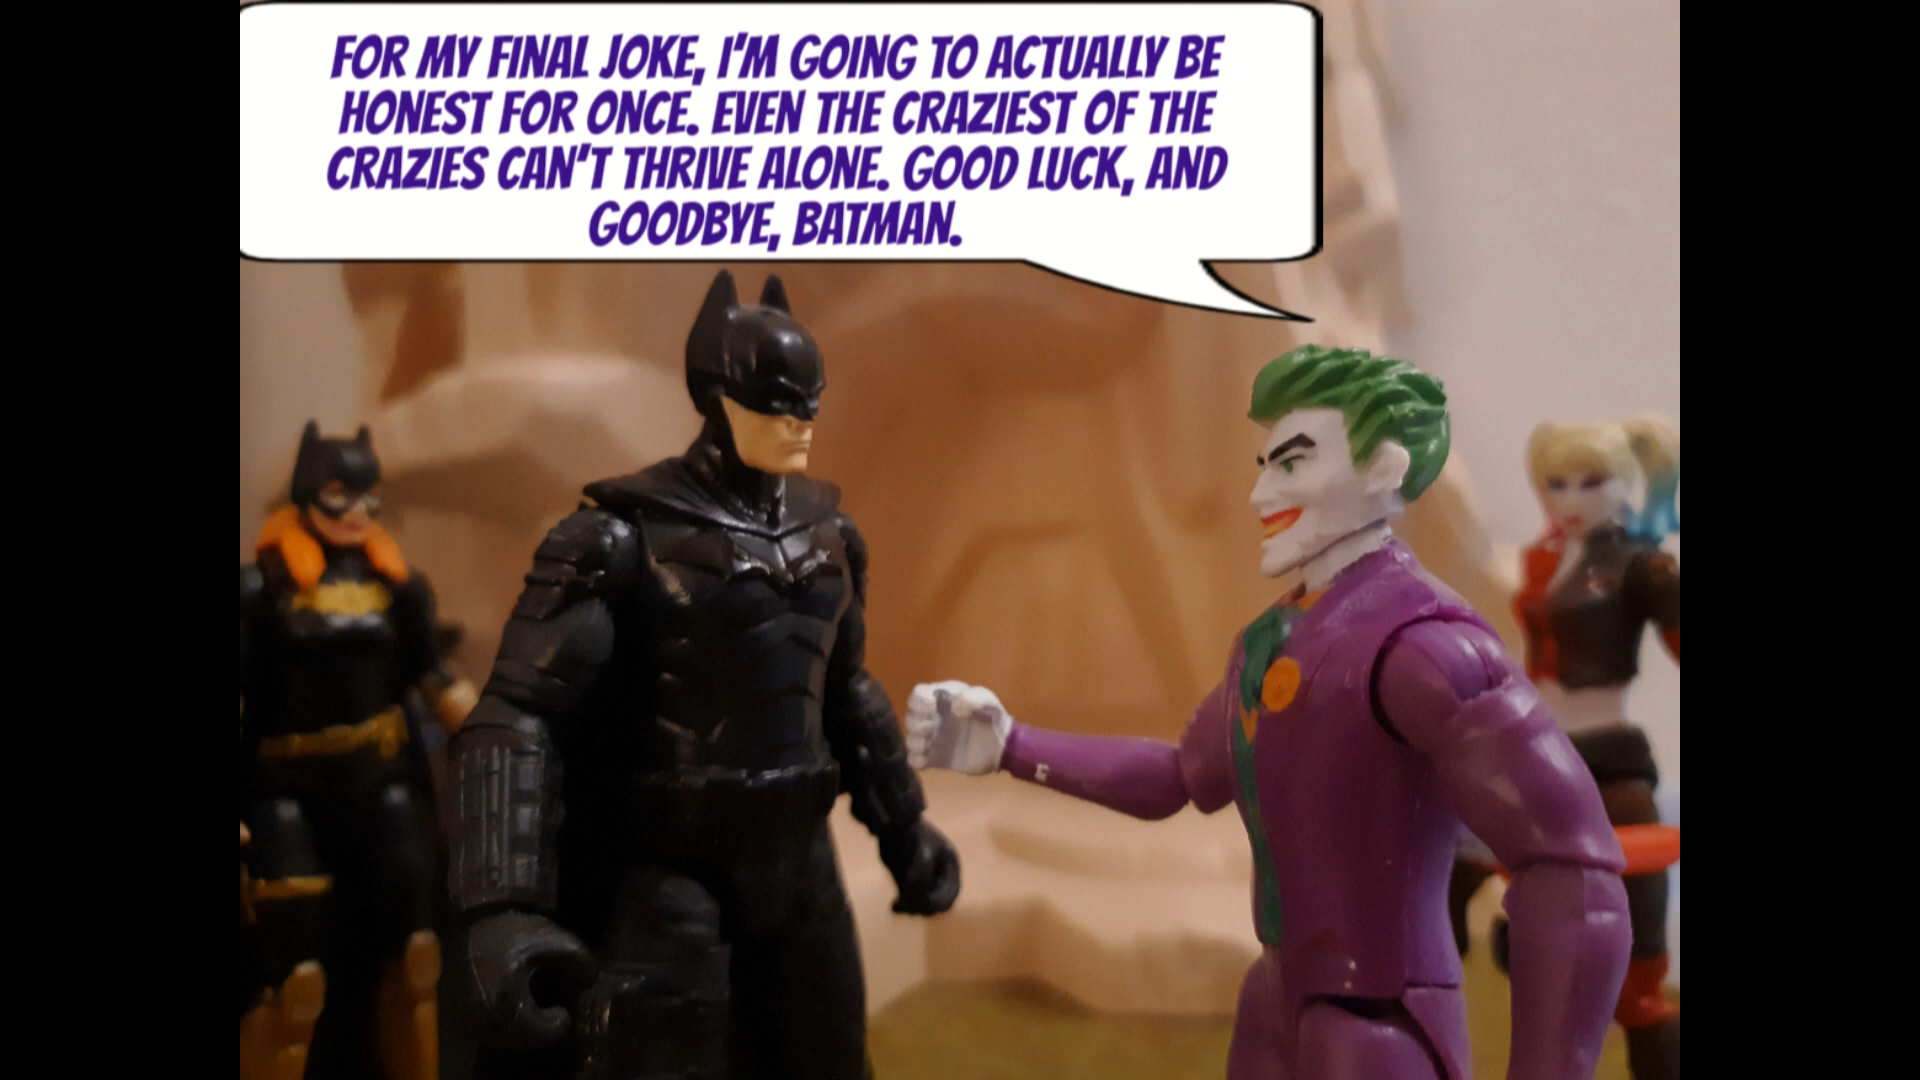 FOR MY FINAL JOKE, I'M GOING TO ACTUALLY BE
HONEST FOR ONCE. EVEN THE CRAZIEST OF THE
CRAZIES CAN'T THRIVE ALONE. GOOD LUCK, AND
GOODBYE, BATMAN.